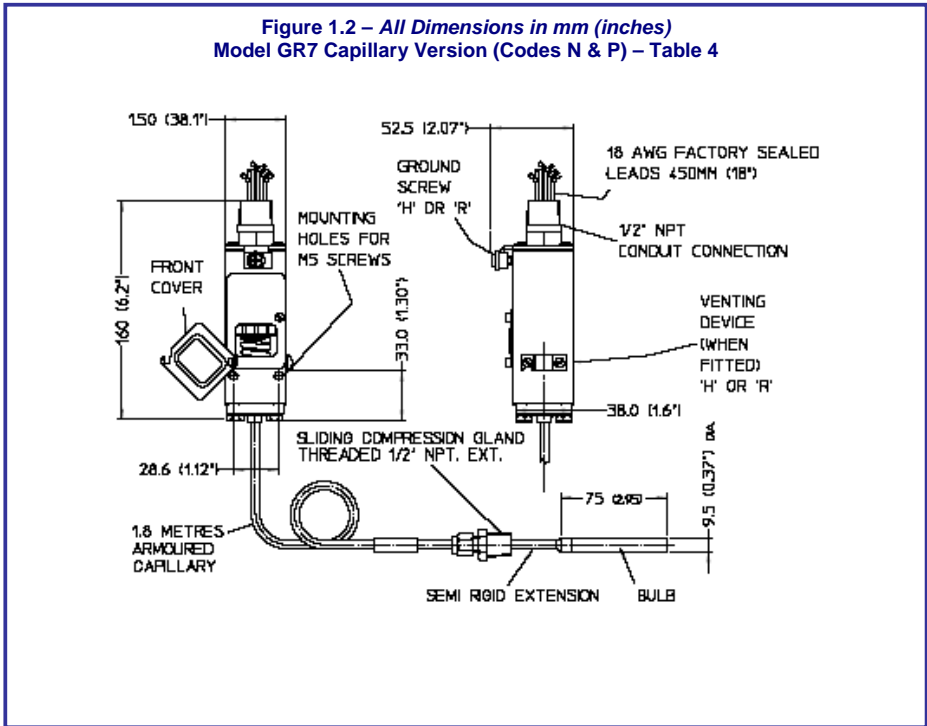 Figure 1.2 – All Dimensions in mm (inches)
Model GR7 Capillary Version (Codes N & P) – Table 4
1.50 (38.1")
52.5 (2.07")
18 AWG FACTORY SEALED
LEADS 450MM (18")
GROUND
SCREW
'H' OR 'R'
1/2" NPT
CONDUIT CONNECTION
MOUNTING
HOLES FOR
M5 SCREWS
FRONT
COVER
160 (6.2")
33.0 (1.30")
VENTING
DEVICE
(WHEN
FITTED)
'H' OR 'R'
38.0 (1.6")
SLIDING COMPRESSION GLAND
THREADED 1/2" NPT. EXT.
28.6 (1.12")
75 (2.95)
9.5 (0.37") DIA.
1.8 METRES
ARMOURED
CAPILLARY
SEMI RIGID EXTENSION
BULB